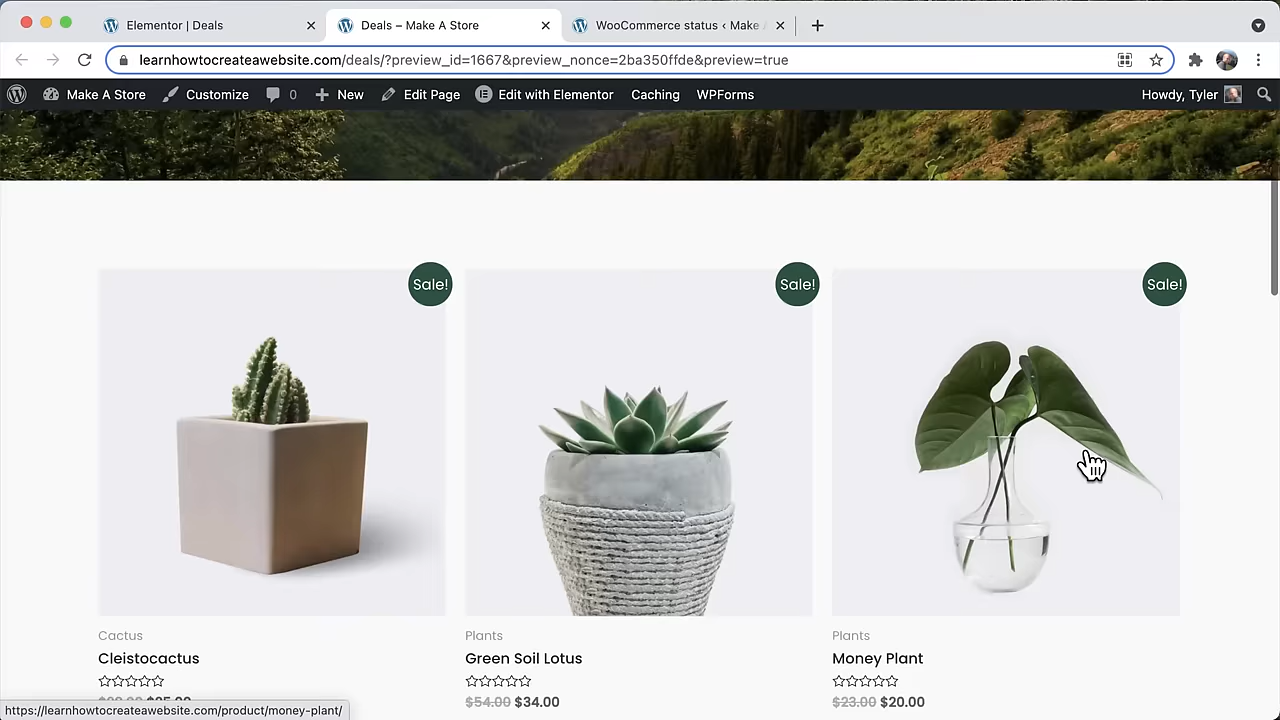 Elementor | Deals
Deals – Make A Store
WooCommerce status ‹ Make
learnhowtocreateawebsite.com/deals/?preview_id=1667&preview_nonce=2ba350ffde&preview=true
Make A Store Customize 0 New Edit Page Edit with Elementor Caching WPForms Howdy, Tyler
Sale! Sale! Sale!
Cactus Plants Plants
Cleistocactus Green Soil Lotus Money Plant
$54.00 $34.00 $23.00 $20.00
https://learnhowtocreateawebsite.com/product/money-plant/